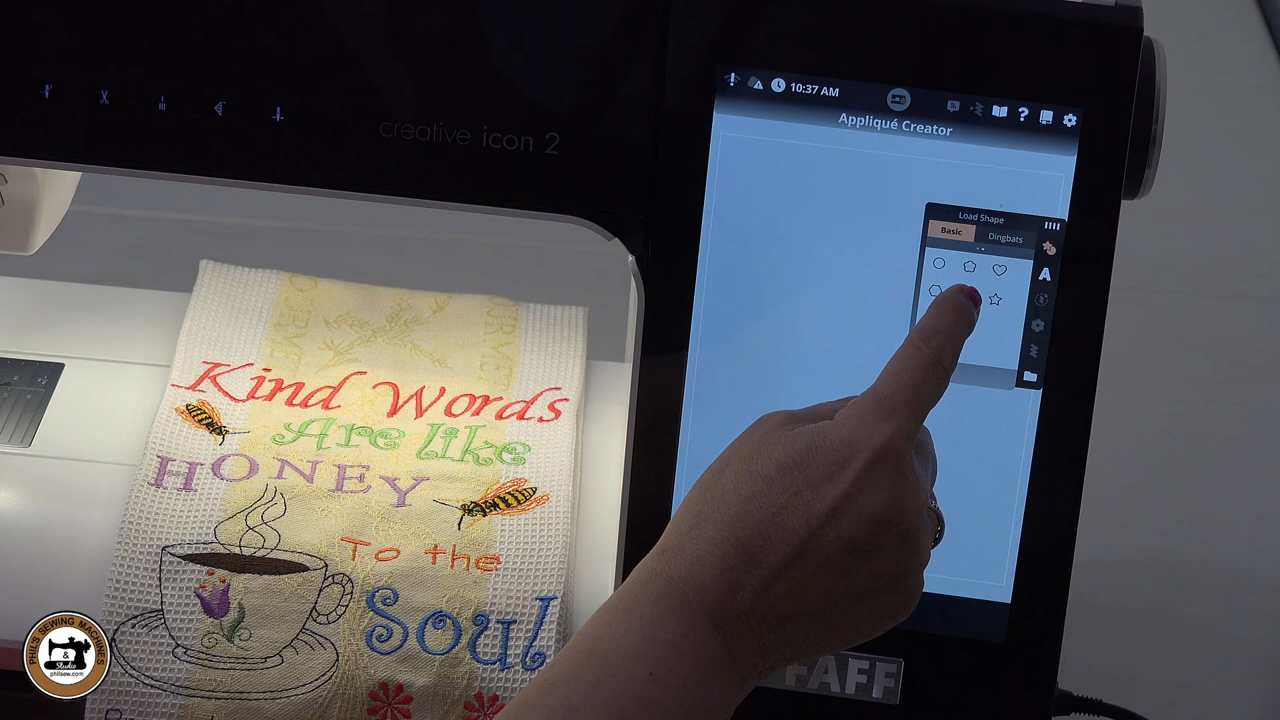 10:37 AM
Appliqué Creator
creative icon 2
Load Shape
Basic
Dingbats
A
Kind Words
Are like
HONEY
To the
Soul
FAFF
PHIL'S SEWING MACHINES
& Studio
philsew.com